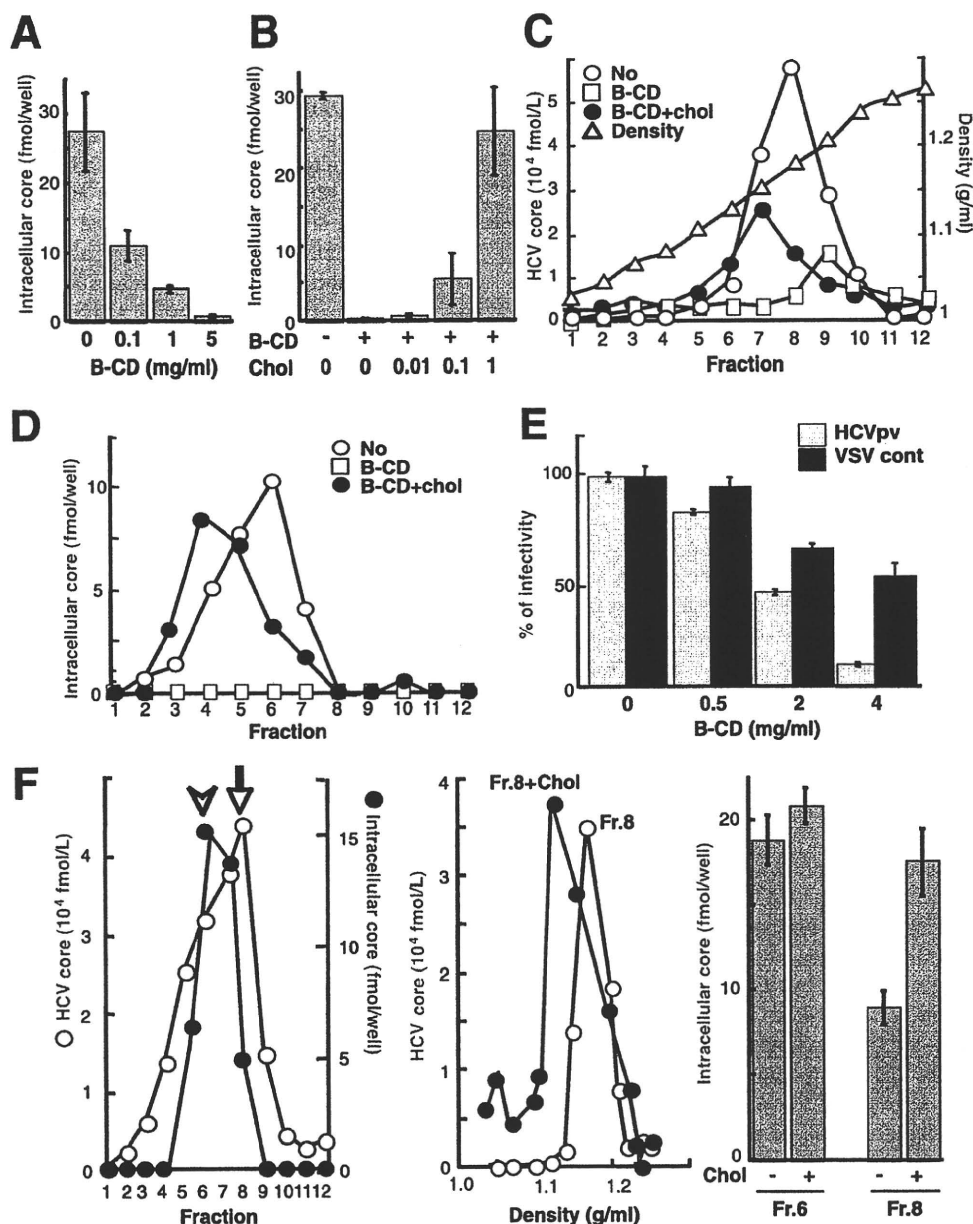 A
Intracellular core (fmol/well)
30
20
10
0
0 0.1 1 5
B-CD (mg/ml)
B
Intracellular core (fmol/well)
30
20
10
0
B-CD - + + + +
Chol 0 0 0.01 0.1 1
C
No
B-CD
B-CD+chol
Density
HCV core (10⁴ fmol/L)
5
4
3
2
1
0
Density (g/ml)
1.2
1.11
1
1 2 3 4 5 6 7 8 9 10 11 12
Fraction
D
No
B-CD
B-CD+chol
Intracellular core (fmol/well)
10
5
0
1 2 3 4 5 6 7 8 9 10 11 12
Fraction
E
HCVpv
VSV cont
% of infectivity
100
50
0
0 0.5 2 4
B-CD (mg/ml)
F
HCV core (10⁴ fmol/L)
4
3
2
1
0
Intracellular core (fmol/well)
15
10
5
0
1 2 3 4 5 6 7 8 9 10 11 12
Fraction
Fr.8+Chol
Fr.8
HCV core (10⁴ fmol/L)
4
3
2
1
0
1.0 1.1 1.2
Density (g/ml)
Intracellular core (fmol/well)
20
10
0
Chol - + - +
Fr.6 Fr.8